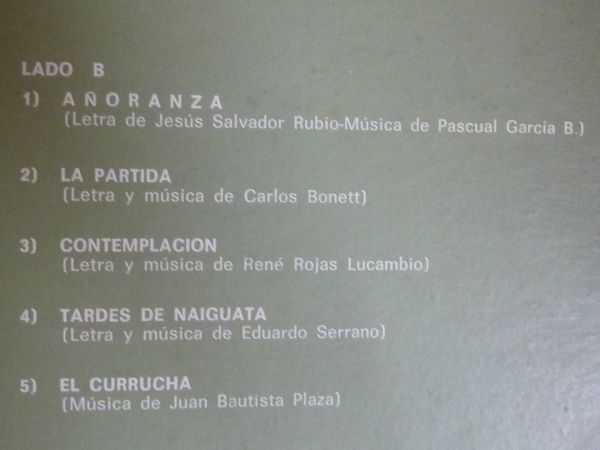 LADO B
1) AÑORANZA
(Letra de Jesús Salvador Rubio-Música de Pascual Garcia B.)
2) LA PARTIDA
(Letra y música de Carlos Bonett)
3) CONTEMPLACION
(Letra y música de René Rojas Lucambio)
4) TARDES DE NAIGUATA
(Letra y música de Eduardo Serrano)
5) EL CURRUCHA
(Música de Juan Bautista Plaza)